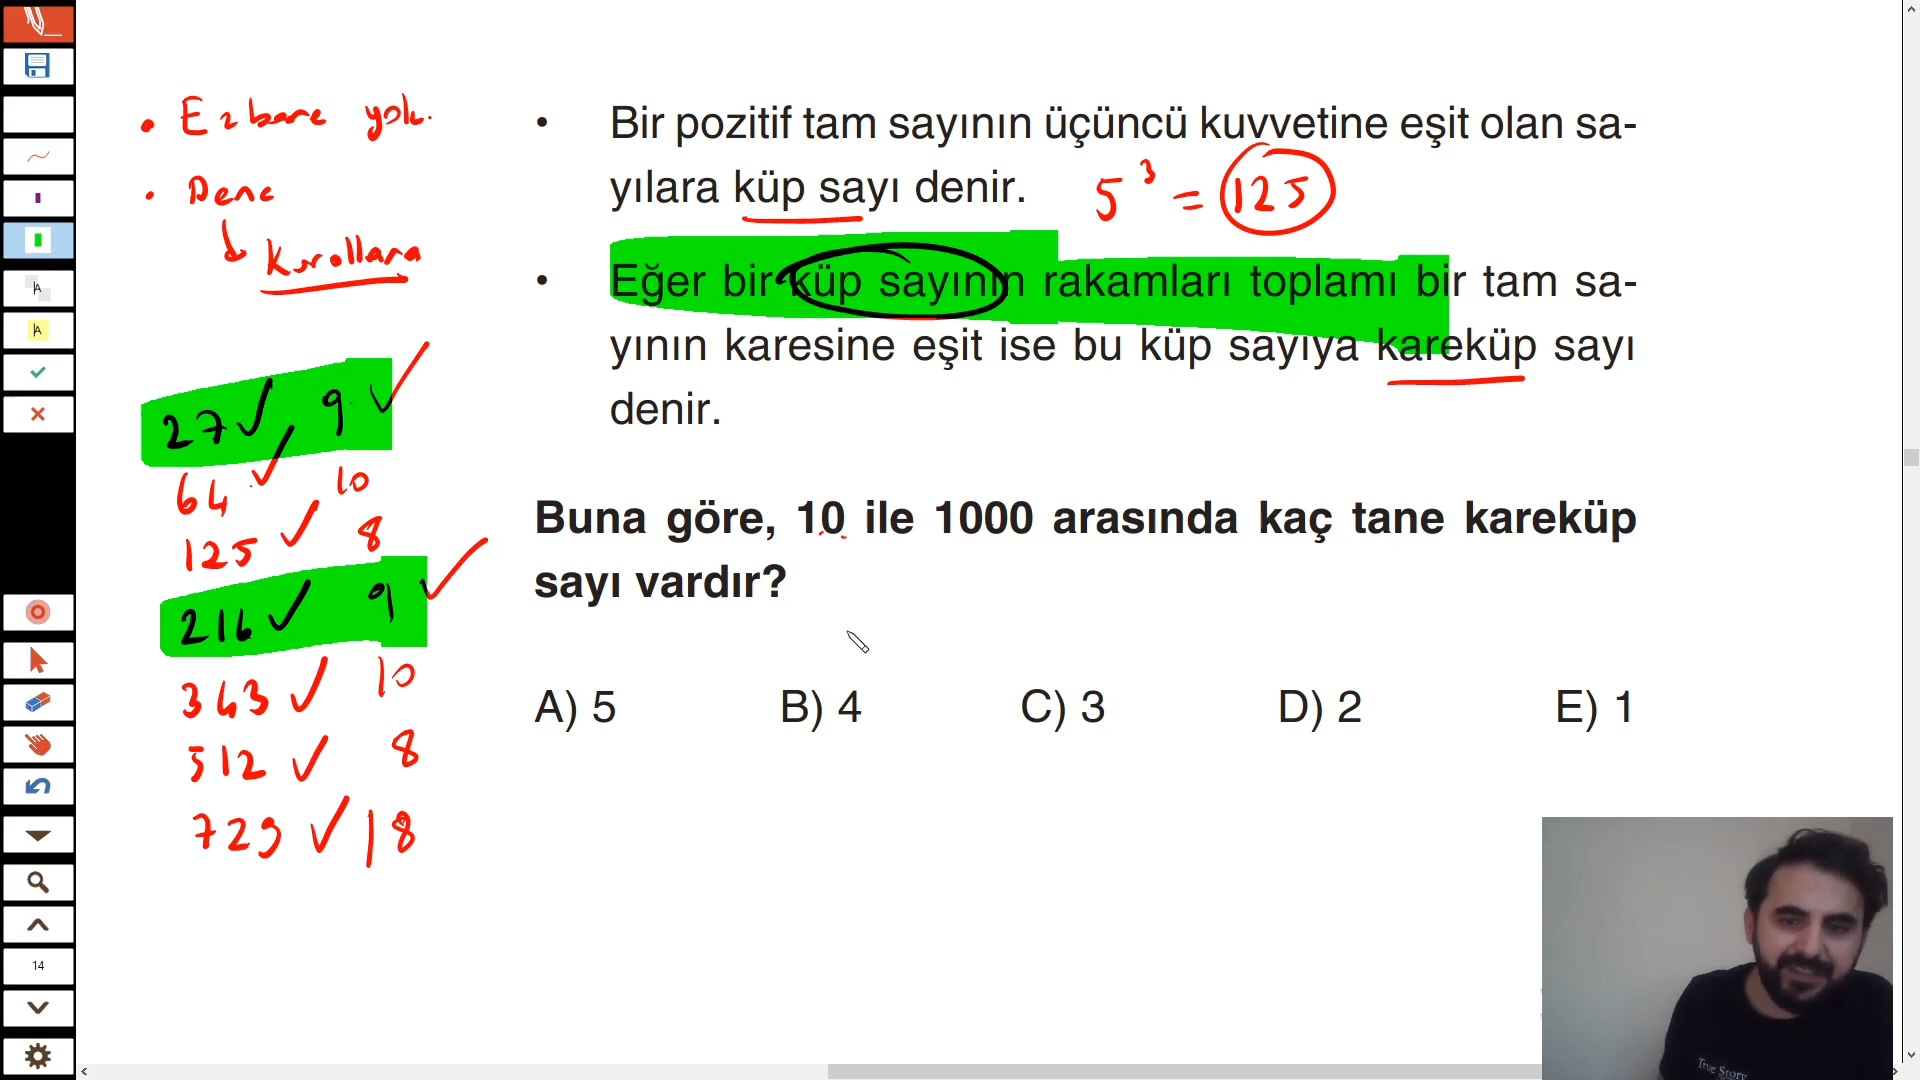 • Ezbere yok.
• Dene
Kurallara
27 9
64 10
125 8
216 9
343 10
512 8
729 18
• Bir pozitif tam sayının üçüncü kuvvetine eşit olan sa-
yılara küp sayı denir. 5³ = 125
• Eğer bir küp sayının rakamları toplamı bir tam sa-
yının karesine eşit ise bu küp sayıya kareküp sayı
denir.
Buna göre, 10 ile 1000 arasında kaç tane kareküp
sayı vardır?
A) 5 B) 4 C) 3 D) 2 E) 1
14
True Story